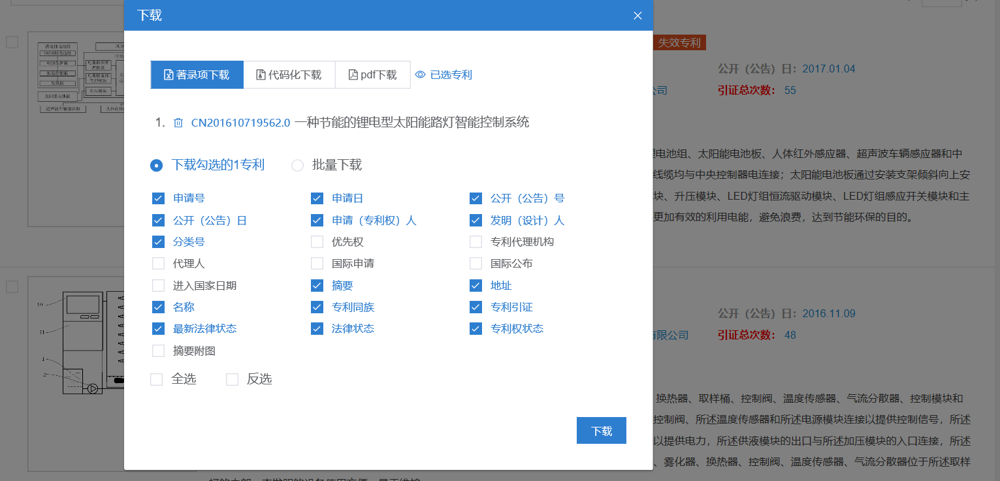 下载
著录项下载 代码化下载 pdf下载 已选专利
1. CN201610719562.0 一种节能的锂电型太阳能路灯智能控制系统
下载勾选的1专利 批量下载
申请号 申请日 公开（公告）号
公开（公告）日 申请（专利权）人 发明（设计）人
分类号 优先权 专利代理机构
代理人 国际申请 国际公布
进入国家日期 摘要 地址
名称 专利同族 专利引证
最新法律状态 法律状态 专利权状态
摘要附图
全选 反选
下载
失效专利
公开（公告）日： 2017.01.04
公司 引证总次数： 55
电池组、太阳能电池板、人体红外感应器、超声波车辆感应器和中
线缆均与中央控制器电连接；太阳能电池板通过安装支架倾斜向上安
块、升压模块、LED灯组恒流驱动模块、LED灯组感应开关模块和主
更加有效的利用电能，避免浪费，达到节能环保的目的。
公开（公告）日： 2016.11.09
有限公司 引证总次数： 48
换热器、取样桶、控制阀、温度传感器、气流分散器、控制模块和
控制阀、所述温度传感器和所述电源模块连接以提供控制信号，所述
以提供电力，所述供液模块的出口与所述加压模块的入口连接，所述
、雾化器、换热器、控制阀、温度传感器、气流分散器位于所述取样
10
11
1
2